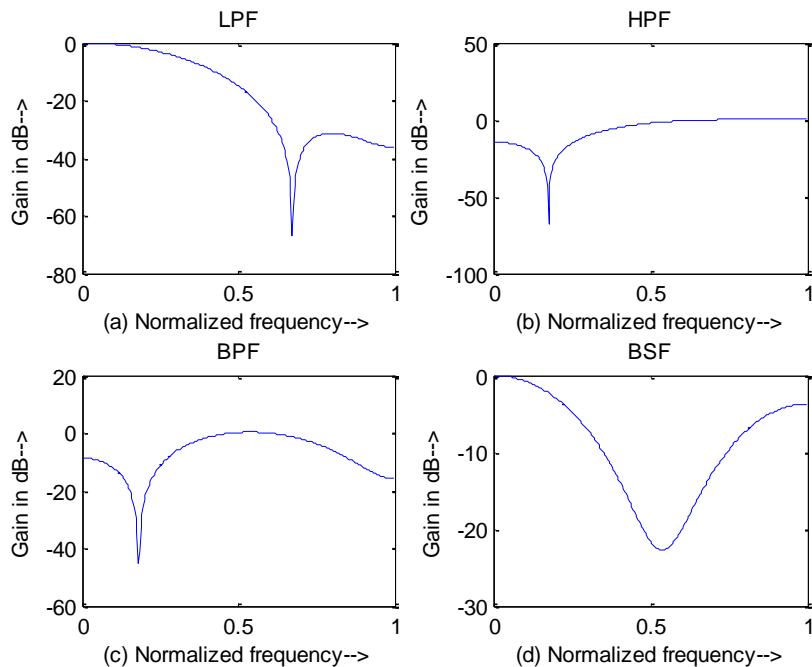 LPF
0
-20
-40
-60
-80
Gain in dB-->
0
0.5
1
(a) Normalized frequency-->
HPF
50
0
-50
-100
Gain in dB-->
0
0.5
1
(b) Normalized frequency-->
BPF
20
0
-20
-40
-60
Gain in dB-->
0
0.5
1
(c) Normalized frequency-->
BSF
0
-10
-20
-30
Gain in dB-->
0
0.5
1
(d) Normalized frequency-->